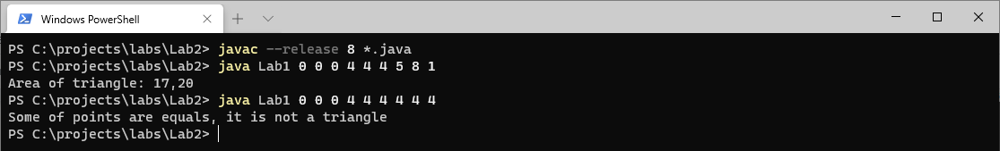 Windows PowerShell
PS C:\projects\labs\Lab2> javac --release 8 *.java
PS C:\projects\labs\Lab2> java Lab1 0 0 0 4 4 4 5 8 1
Area of triangle: 17,20
PS C:\projects\labs\Lab2> java Lab1 0 0 0 4 4 4 4 4 4
Some of points are equals, it is not a triangle
PS C:\projects\labs\Lab2>